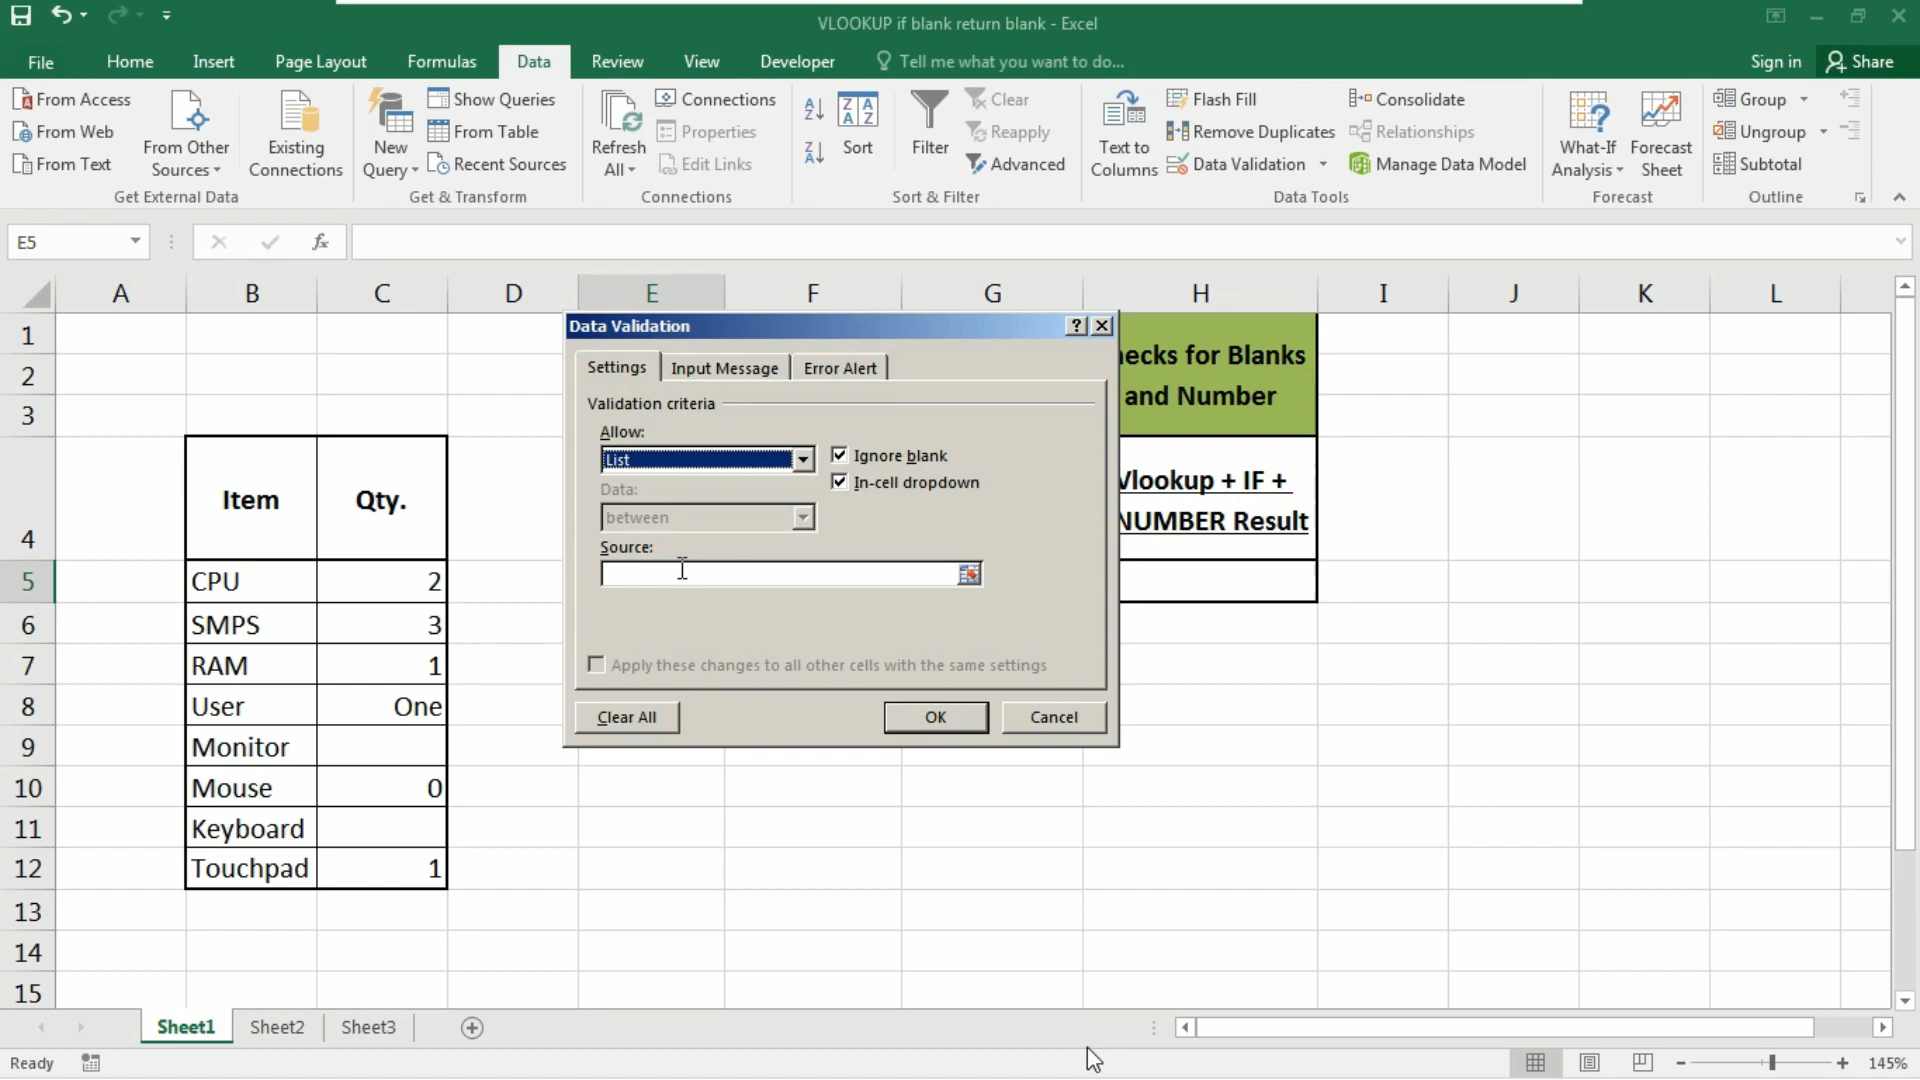 VLOOKUP if blank return blank - Excel
File Home Insert Page Layout Formulas Data Review View Developer Tell me what you want to do... Sign in Share
From Access
From Web
From Text
From Other
Sources
Existing
Connections
Get External Data
New
Query
Show Queries
From Table
Recent Sources
Get & Transform
Refresh
All
Connections
Properties
Edit Links
Connections
A
Z
Z
A
Z A
A Z
Sort
Filter
Clear
Reapply
Advanced
Sort & Filter
Text to
Columns
Flash Fill
Remove Duplicates
Data Validation
Consolidate
Relationships
Manage Data Model
Data Tools
What-If
Analysis
Forecast
Sheet
Forecast
Group
Ungroup
Subtotal
Outline
E5 fx
A B C D E F G H I J K L
1
2
3
4 Item Qty.
5 CPU 2
6 SMPS 3
7 RAM 1
8 User One
9 Monitor
10 Mouse 0
11 Keyboard
12 Touchpad 1
13
14
15
ecks for Blanks
and Number
Vlookup + IF +
NUMBER Result
Data Validation ?
Settings Input Message Error Alert
Validation criteria
Allow:
List
Ignore blank
In-cell dropdown
Data:
between
Source:
Apply these changes to all other cells with the same settings
Clear All OK Cancel
Sheet1 Sheet2 Sheet3
Ready 145%